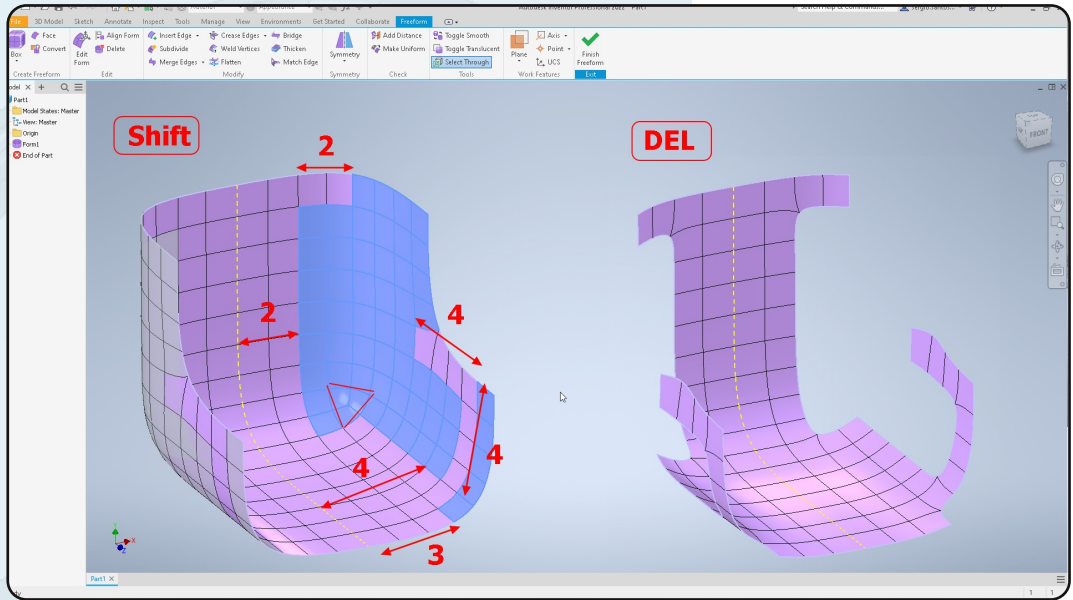 Autodesk Inventor Professional 2022 Part1
File 3D Model Sketch Annotate Inspect Tools Manage View Environments Get Started Collaborate Freeform
Face Align Form Insert Edge Crease Edges Bridge Add Distance Toggle Smooth Axis
Box Convert Edit Form Delete Subdivide Weld Vertices Thicken Symmetry Make Uniform Toggle Translucent Plane Point Finish Freeform
Merge Edges Flatten Match Edge Select Through UCS
Create Freeform Edit Modify Symmetry Check Tools Work Features Exit
Part1
Model States: Master
View: Master
Origin
Form1
End of Part
Shift
DEL
FRONT
2
2
4
4
4
3
Y
X
Z
Part1
1 1